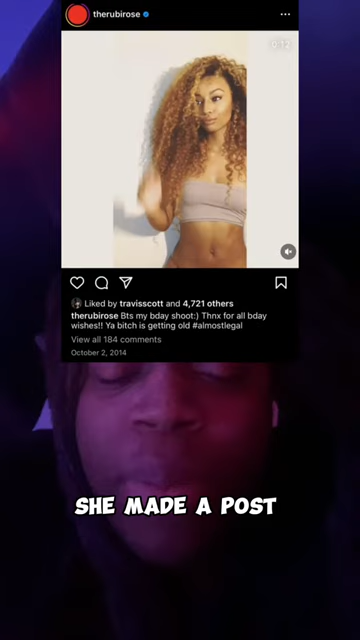 therubirose
0:12
Liked by travisscott and 4,721 others
therubirose Bts my bday shoot:) Thnx for all bday
wishes!! Ya bitch is getting old #almostlegal
View all 184 comments
October 2, 2014
SHE MADE A POST